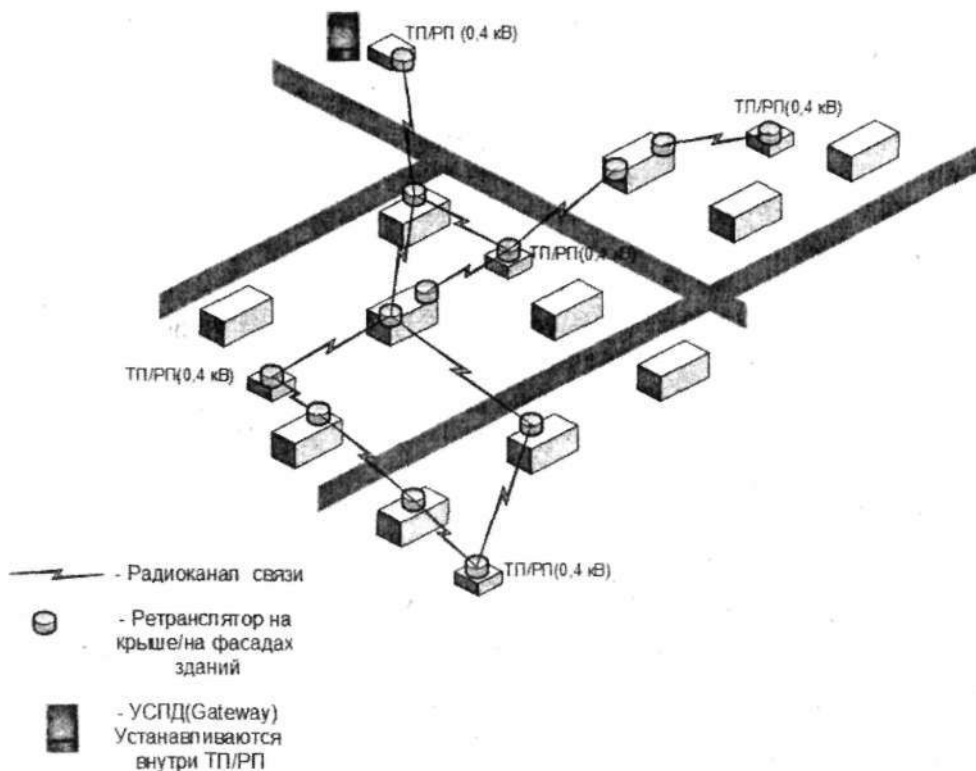 ТП/РП (0,4 кВ)
ТП/РП(0,4 кВ)
ТП/РП(0,4 кВ)
ТП/РП(0,4 кВ)
ТП/РП(0,4 кВ)
- Радиоканал связи
- Ретранслятор на
крыше/на фасадах
зданий
- УСПД(Gateway)
Устанавливаются
внутри ТП/РП